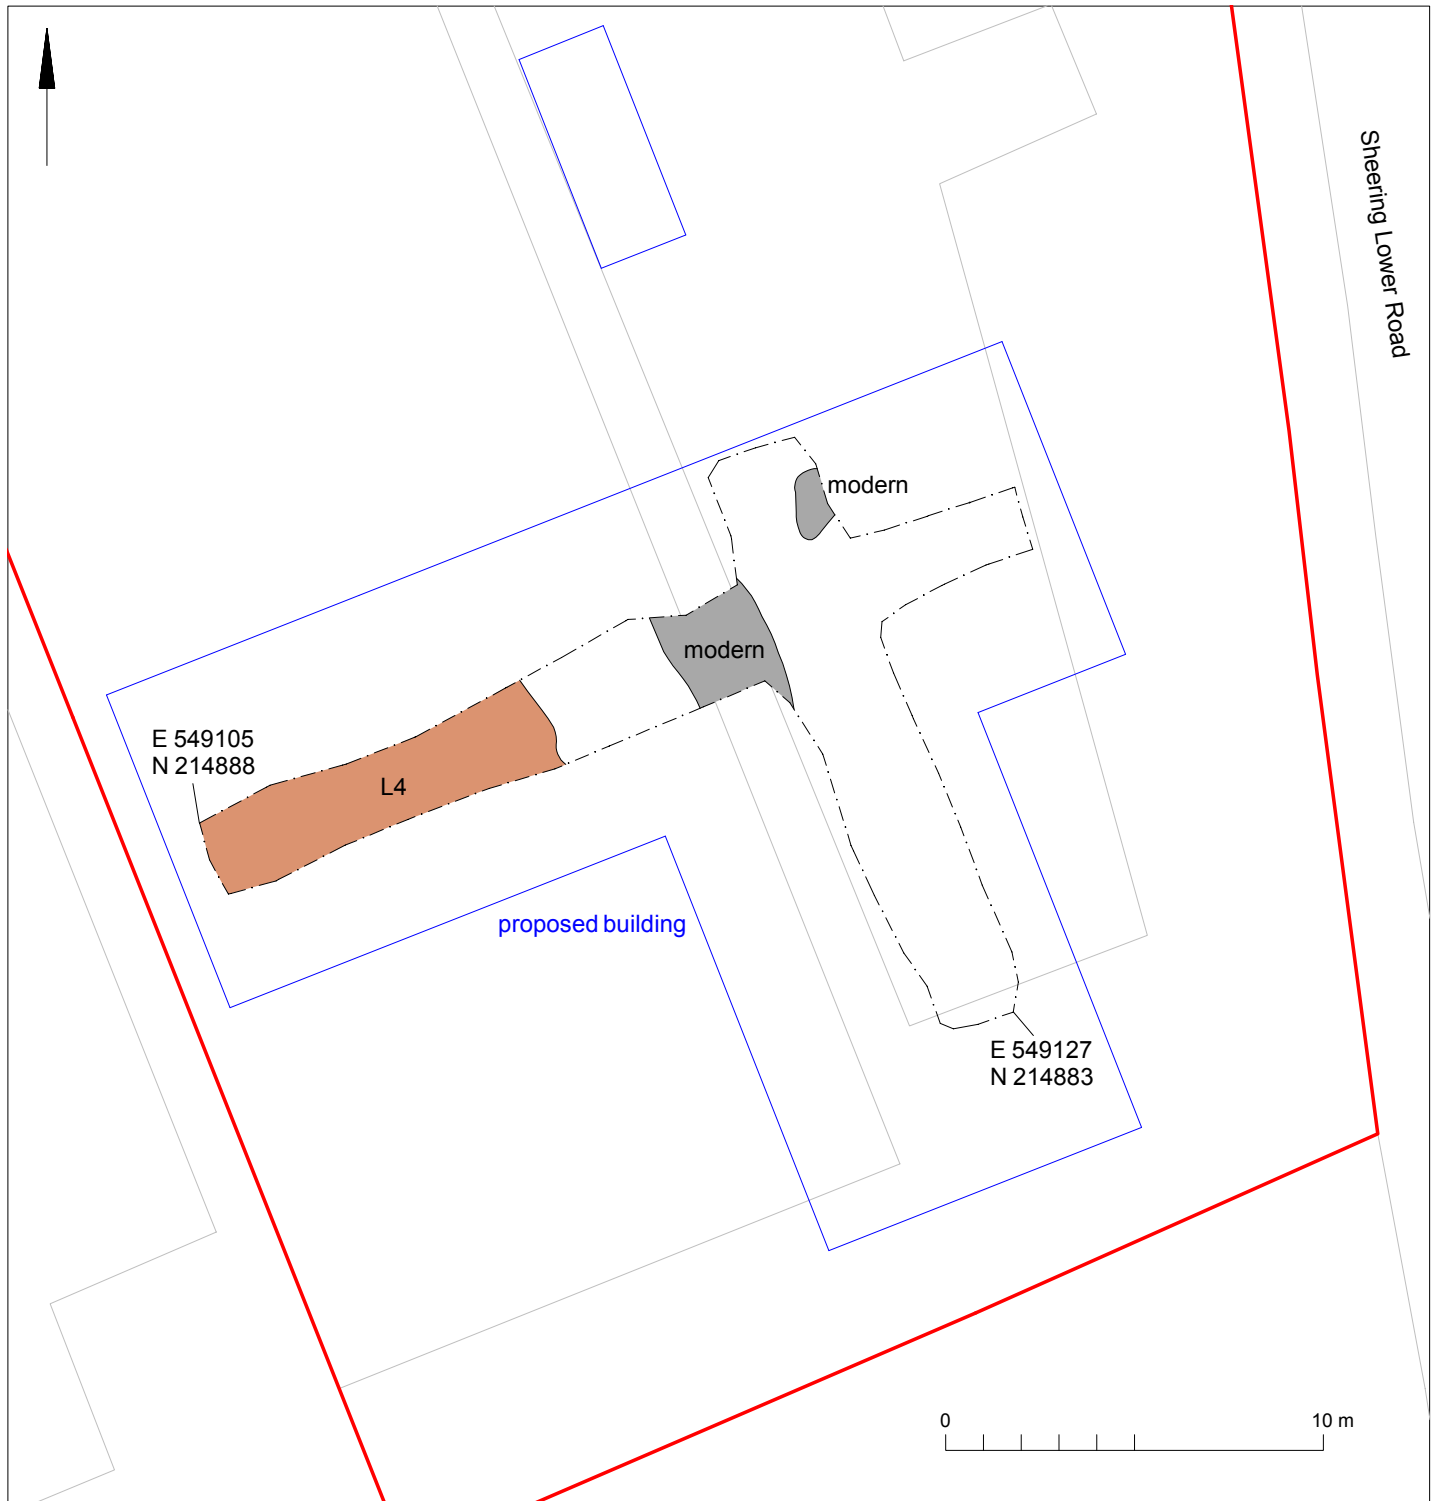 Sheering Lower Road
modern
modern
E 549105
N 214888
L4
proposed building
E 549127
N 214883
0
10 m